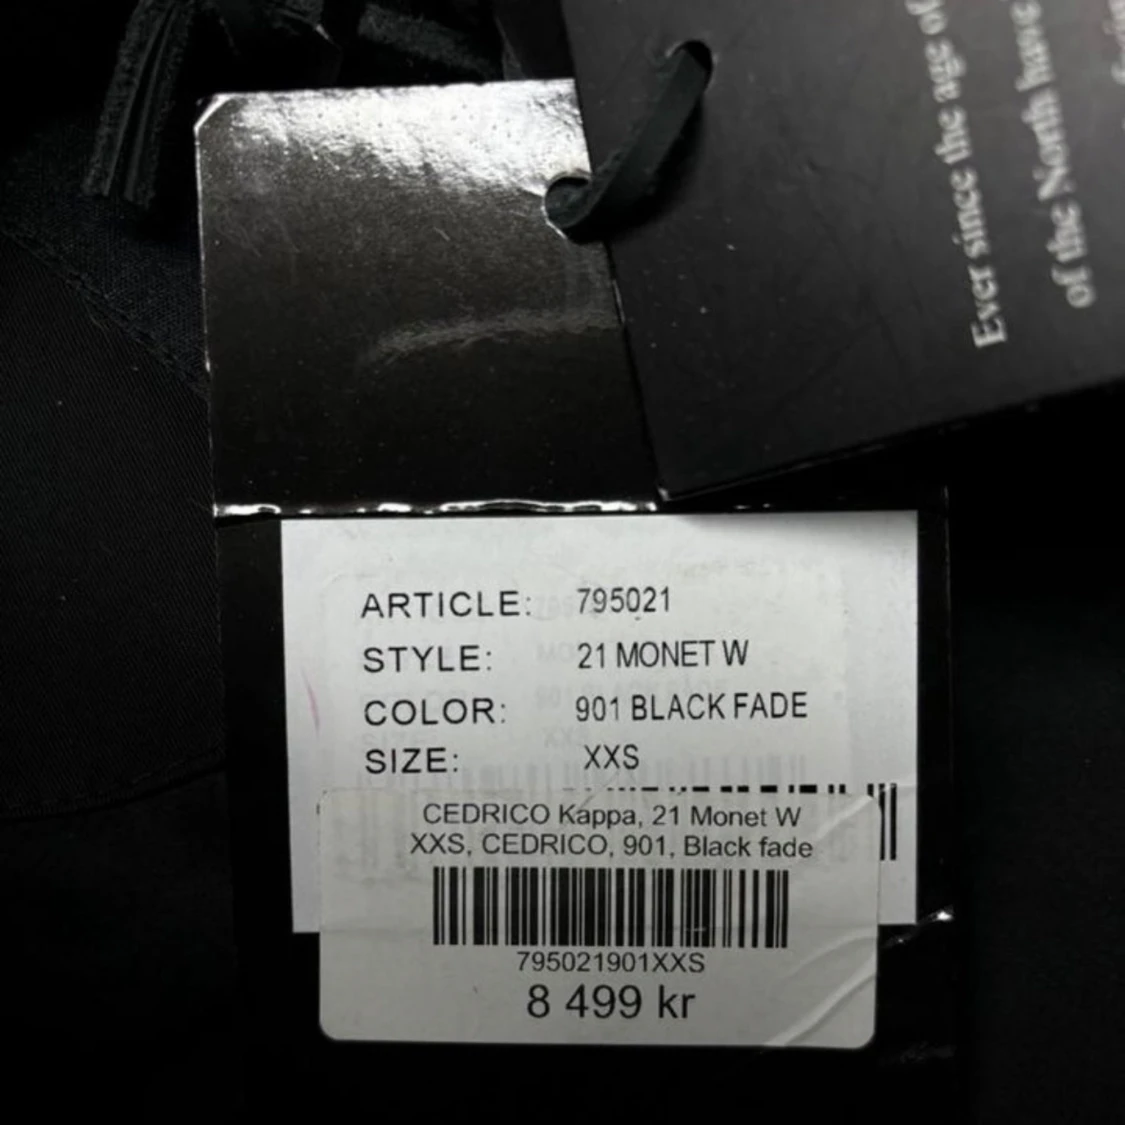 Ever since the age of
of the North have
ARTICLE: 795021
STYLE: 21 MONET W
COLOR: 901 BLACK FADE
SIZE: XXS
CEDRICO Kappa, 21 Monet W
XXS, CEDRICO, 901, Black fade
795021901XXS
8 499 kr